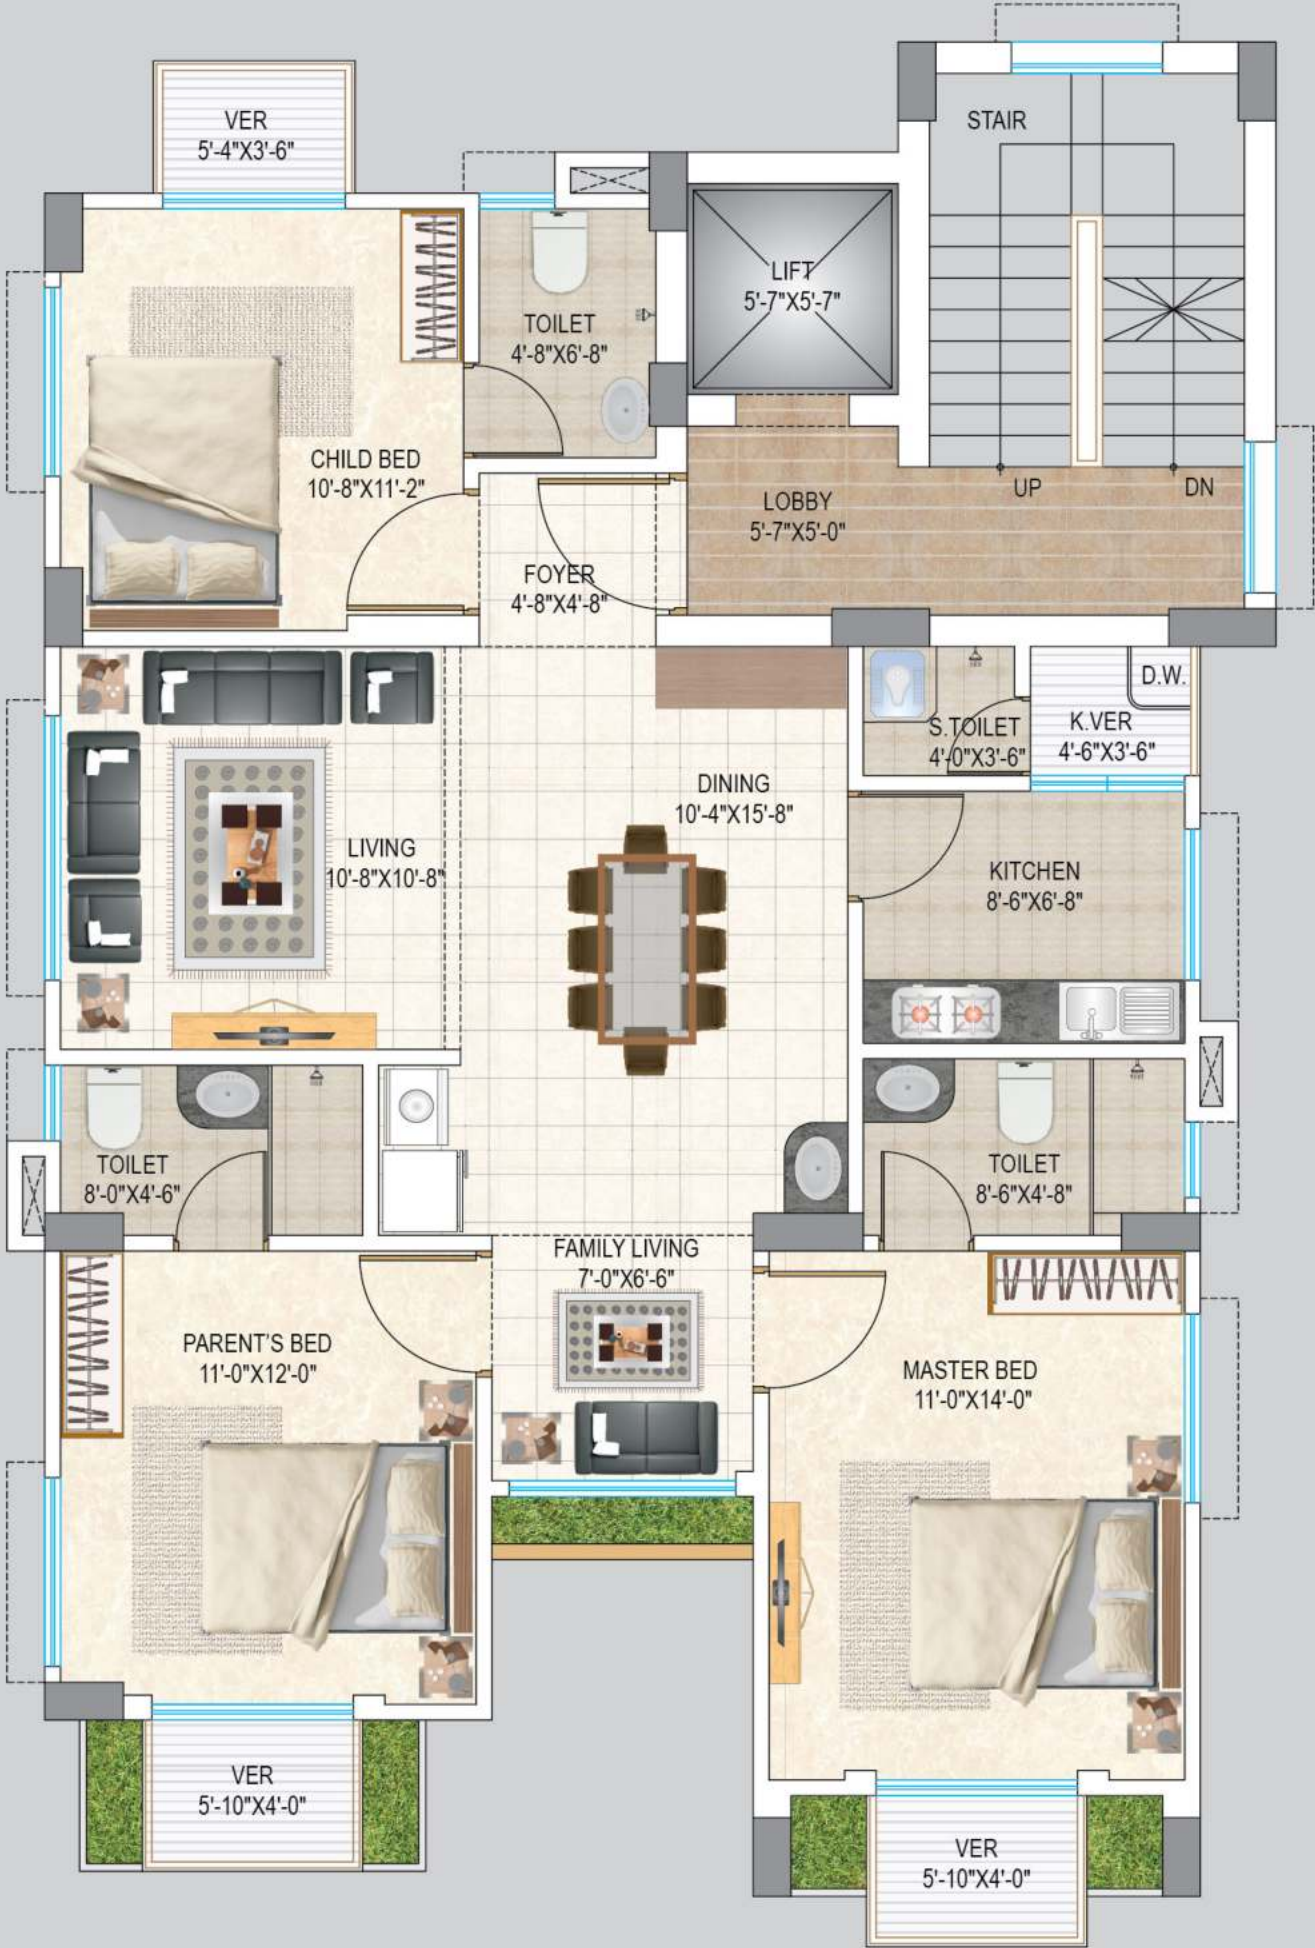 VER
5'-4"X3'-6"
STAIR
LIFT
5'-7"X5'-7"
TOILET
4'-8"X6'-8"
CHILD BED
10'-8"X11'-2"
UP
DN
LOBBY
5'-7"X5'-0"
FOYER
4'-8"X4'-8"
D.W.
S.TOILET
4'-0"X3'-6"
K.VER
4'-6"X3'-6"
DINING
10'-4"X15'-8"
LIVING
10'-8"X10'-8"
KITCHEN
8'-6"X6'-8"
TOILET
8'-0"X4'-6"
TOILET
8'-6"X4'-8"
FAMILY LIVING
7'-0"X6'-6"
PARENT'S BED
11'-0"X12'-0"
MASTER BED
11'-0"X14'-0"
VER
5'-10"X4'-0"
VER
5'-10"X4'-0"